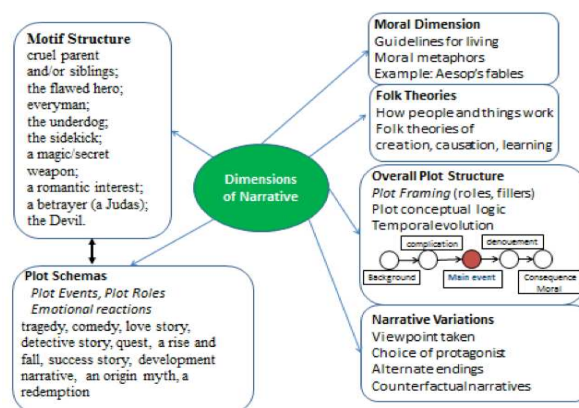 Motif Structure
cruel parent
and/or siblings;
the flawed hero;
everyman;
the underdog;
the sidekick;
a magic/secret
weapon;
a romantic interest;
a betrayer (a Judas);
the Devil.
Plot Schemas
Plot Events, Plot Roles
Emotional reactions
tragedy, comedy, love story,
detective story, quest, a rise and
fall, success story, development
narrative, an origin myth, a
redemption
Dimensions
of Narrative
Moral Dimension
Guidelines for living
Moral metaphors
Example: Aesop's fables
Folk Theories
How people and things work
Folk theories of
creation, causation, learning
Overall Plot Structure
Plot Framing (roles, fillers)
Plot conceptual logic
Temporal evolution
complication
denouement
Background
Main event
Consequence
Moral
Narrative Variations
Viewpoint taken
Choice of protagonist
Alternate endings
Counterfactual narratives